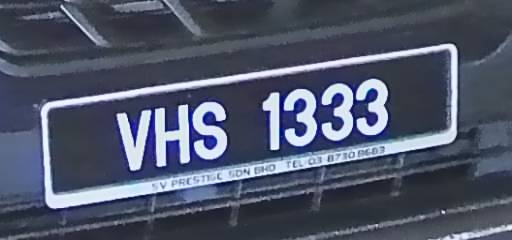 VHS 1333
SV PRESTIGE SDN BHD TEL:03 8730 8683